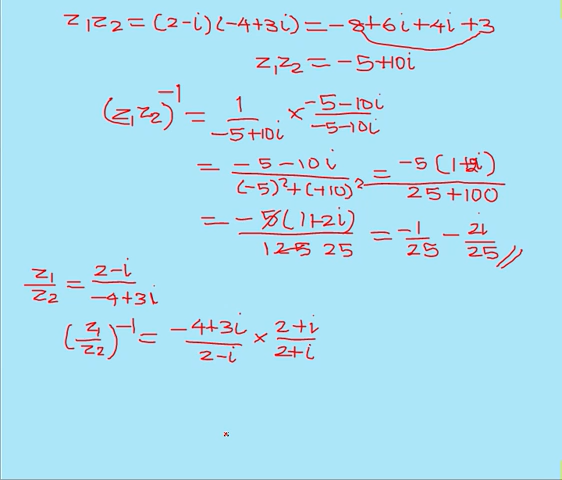 z₁z₂ = (2-i)(-4+3i) = -8+6i+4i+3
z₁z₂ = -5+10i
(z₁z₂)⁻¹ = 1/(-5+10i) × (-5-10i)/(-5-10i)
= (-5-10i)/((-5)²+(+10)²) = -5(1+2i)/(25+100)
= -5(1+2i)/(125 25) = -1/25 - 2i/25 //
z₁/z₂ = (2-i)/(-4+3i)
(z₁/z₂)⁻¹ = (-4+3i)/(2-i) × (2+i)/(2+i)